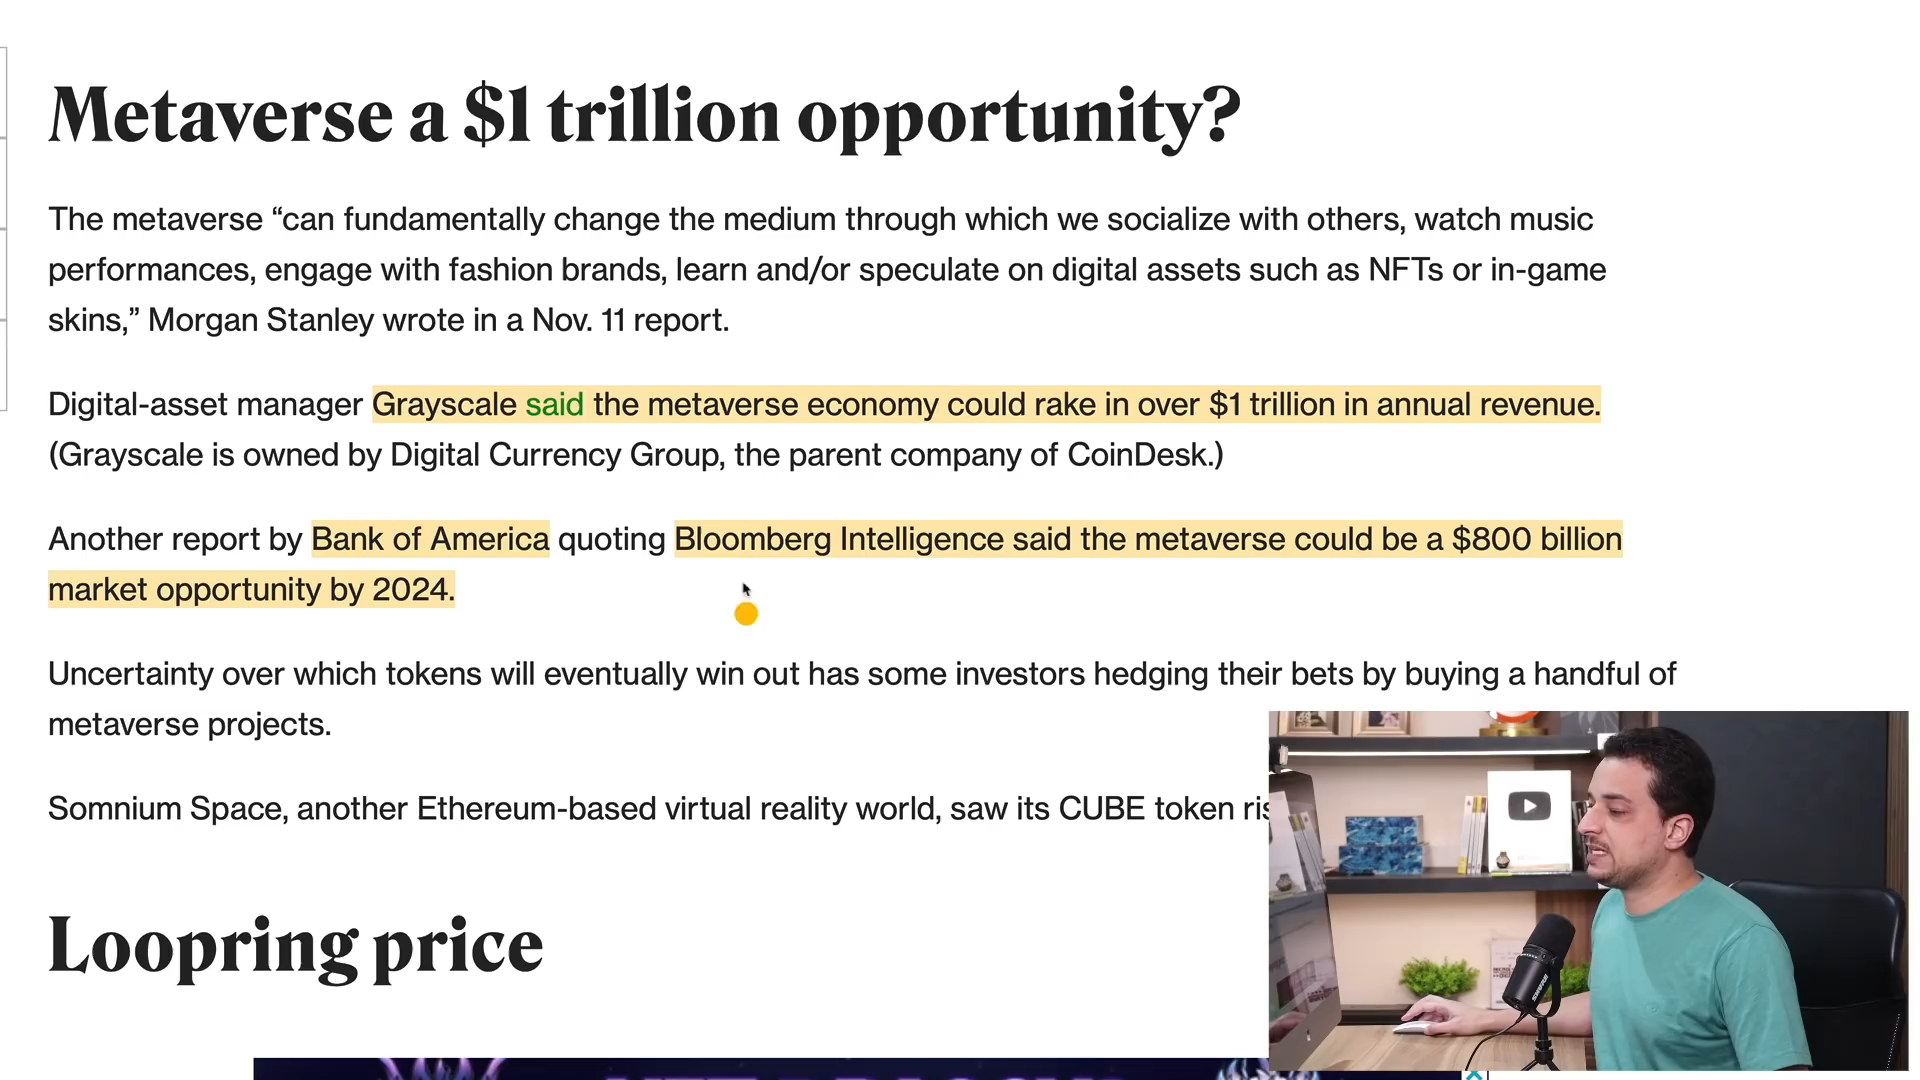 Metaverse a $1 trillion opportunity?
The metaverse “can fundamentally change the medium through which we socialize with others, watch music
performances, engage with fashion brands, learn and/or speculate on digital assets such as NFTs or in-game
skins,” Morgan Stanley wrote in a Nov. 11 report.
Digital-asset manager Grayscale said the metaverse economy could rake in over $1 trillion in annual revenue.
(Grayscale is owned by Digital Currency Group, the parent company of CoinDesk.)
Another report by Bank of America quoting Bloomberg Intelligence said the metaverse could be a $800 billion
market opportunity by 2024.
Uncertainty over which tokens will eventually win out has some investors hedging their bets by buying a handful of
metaverse projects.
Somnium Space, another Ethereum-based virtual reality world, saw its CUBE token
Loopring price
SHURE